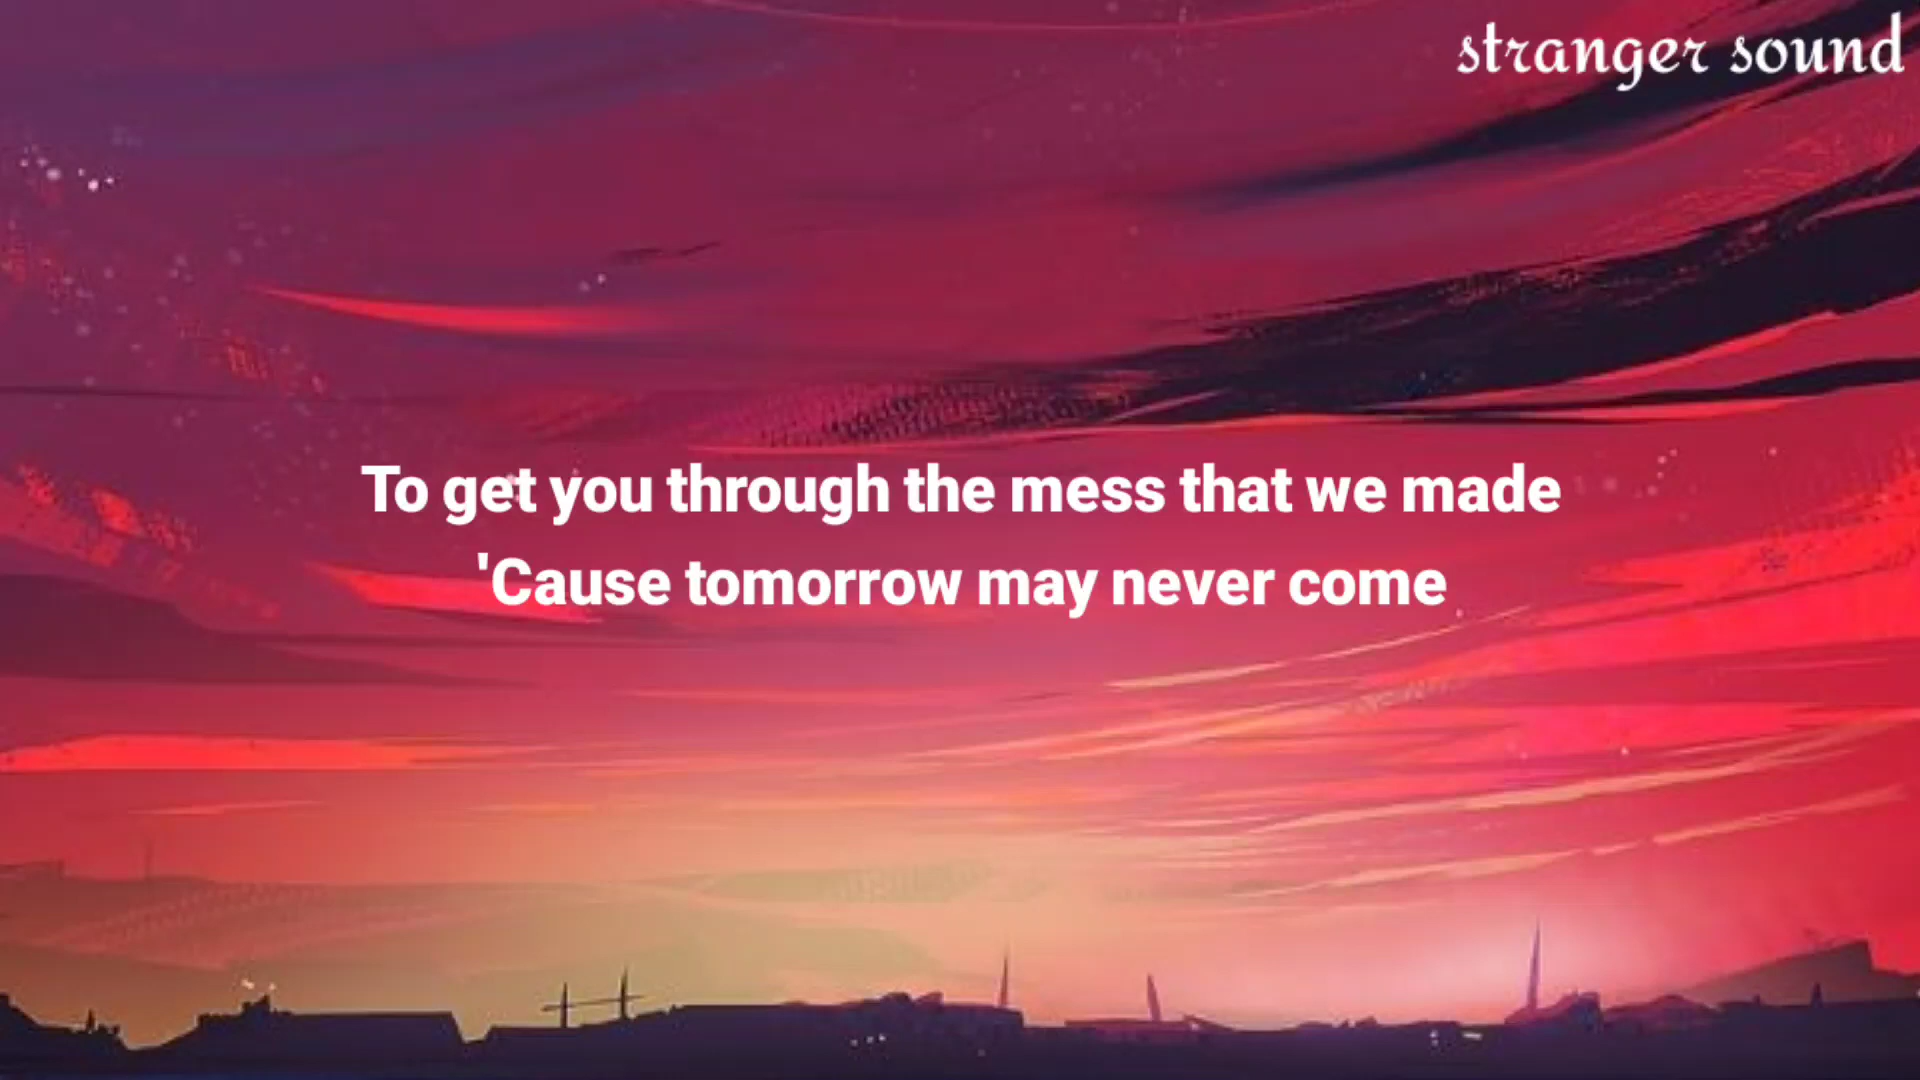 stranger sound
To get you through the mess that we made
'Cause tomorrow may never come